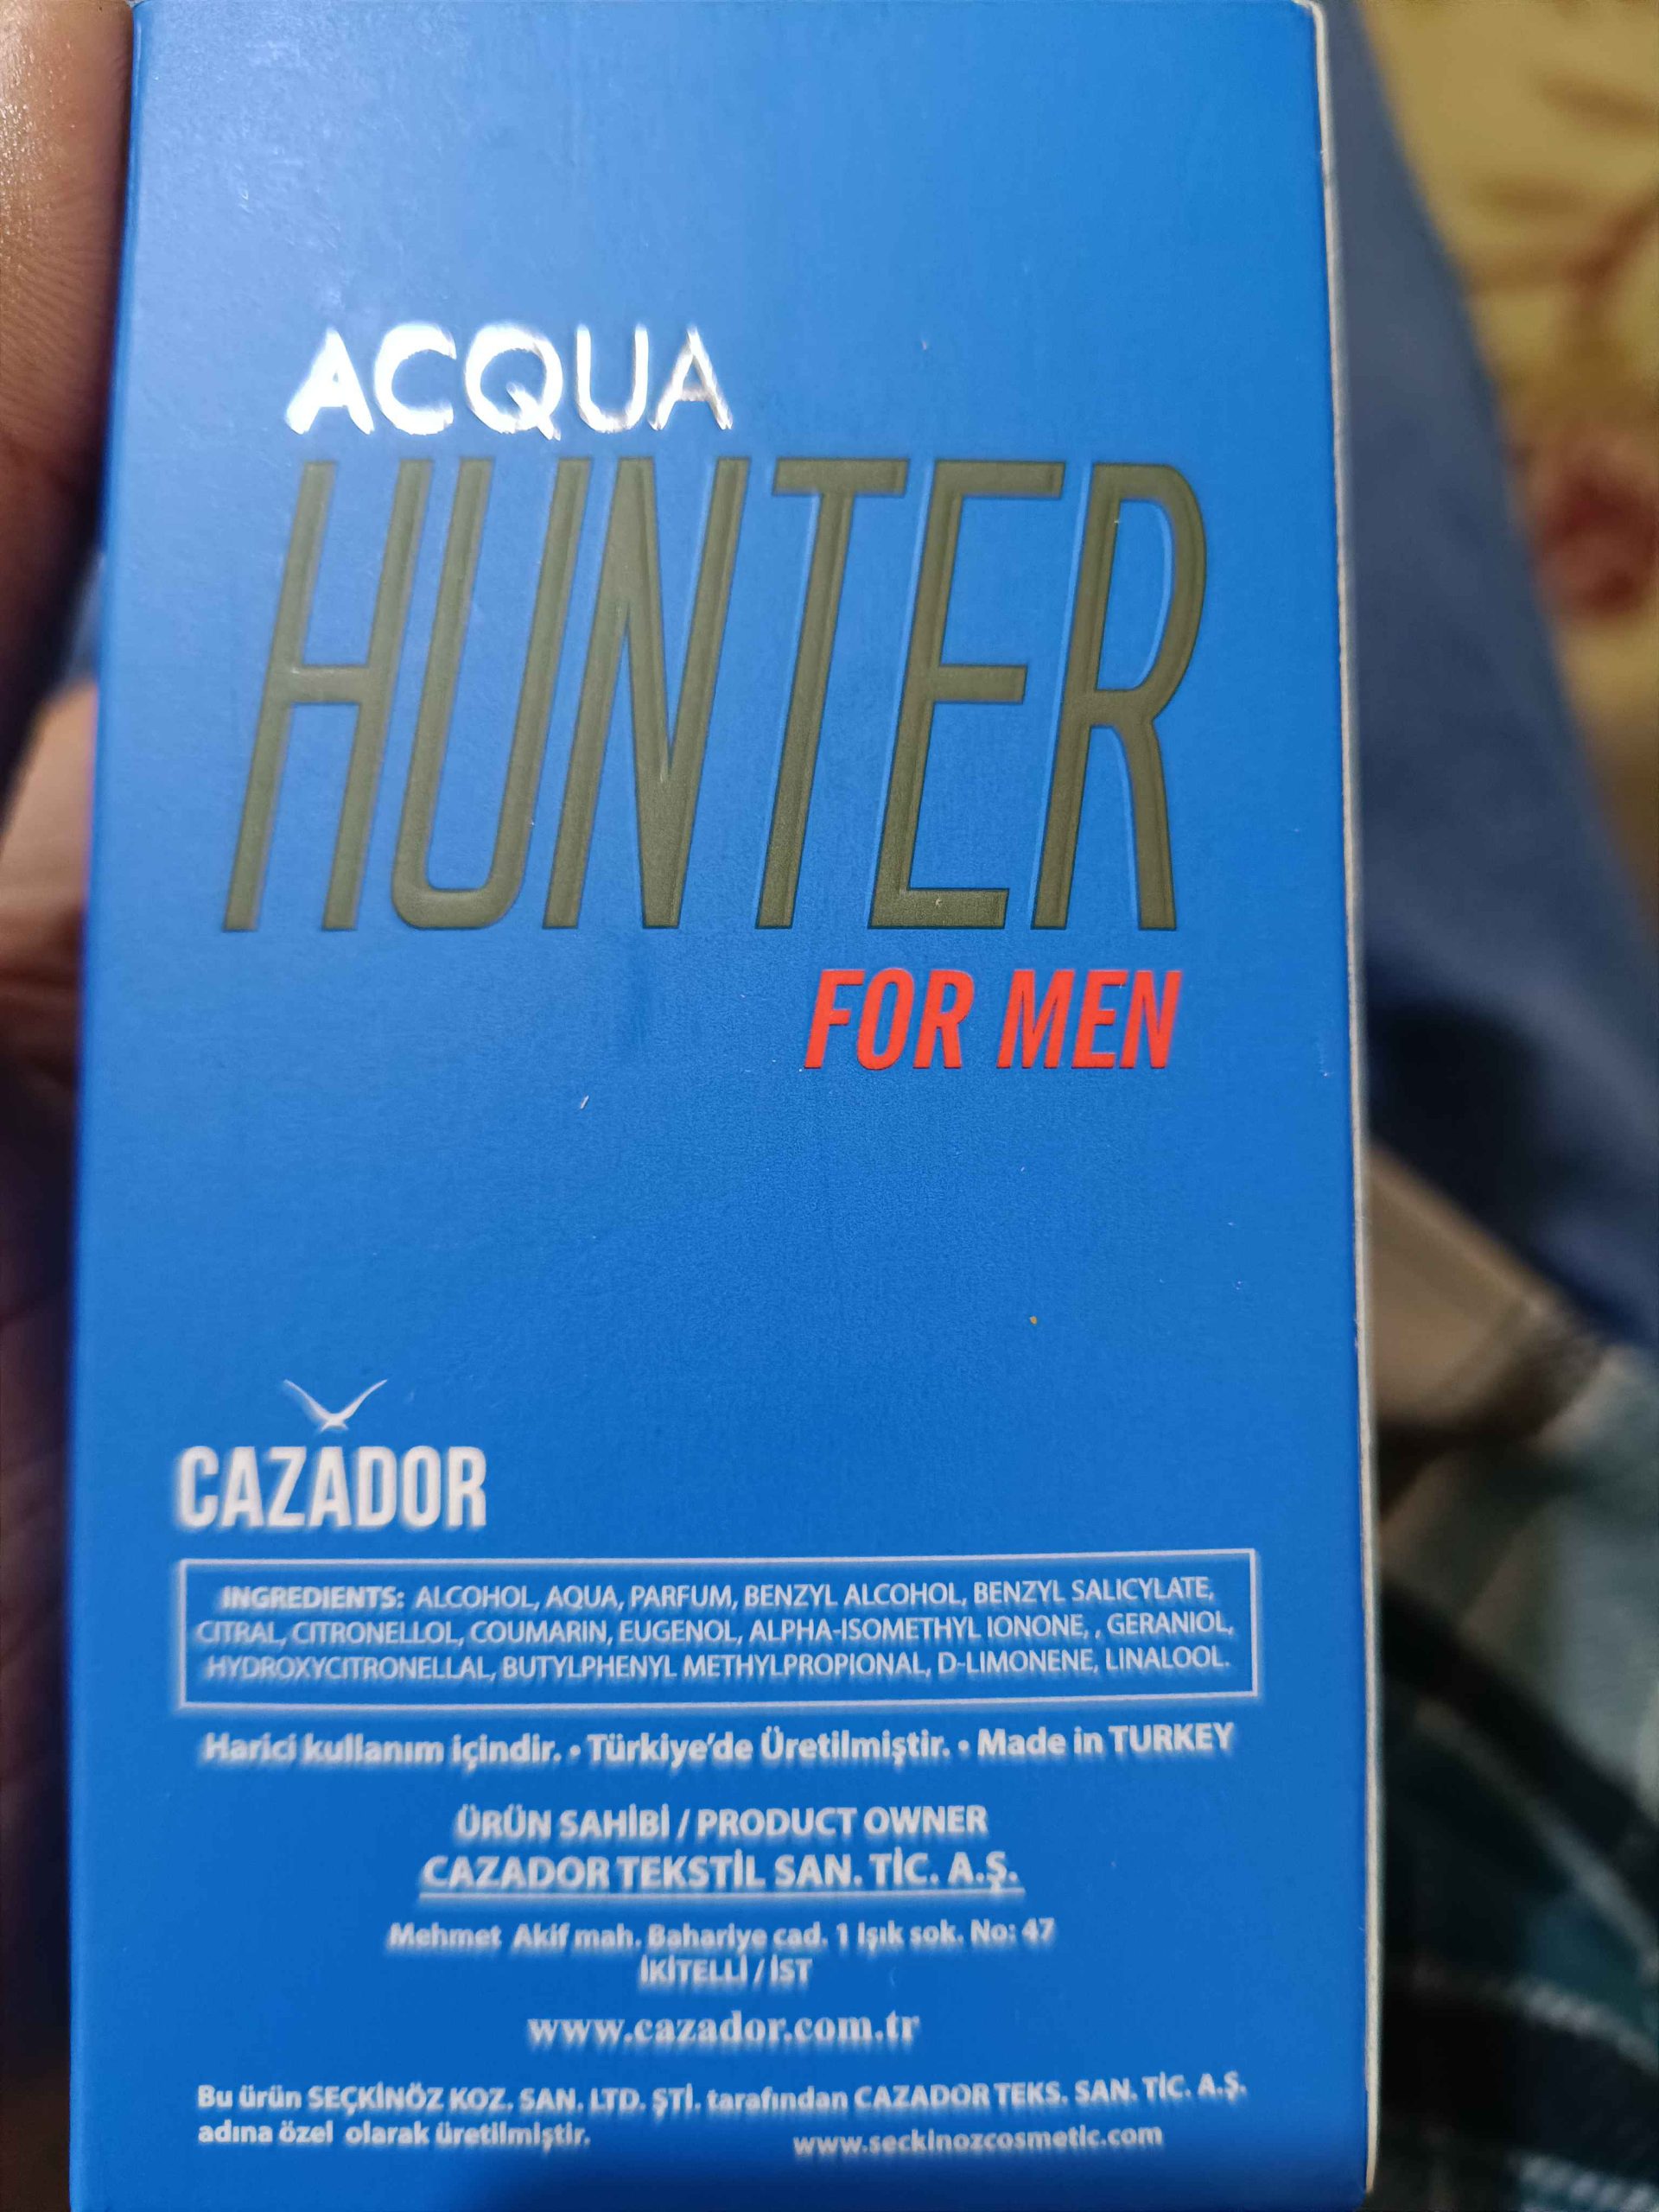 ACQUA
HUNTER
FOR MEN
CAZADOR
INGREDIENTS: ALCOHOL, AQUA, PARFUM, BENZYL ALCOHOL, BENZYL SALICYLATE,
CITRAL, CITRONELLOL, COUMARIN, EUGENOL, ALPHA-ISOMETHYL IONONE, , GERANIOL,
HYDROXYCITRONELLAL, BUTYLPHENYL METHYLPROPIONAL, D-LIMONENE, LINALOOL.
Harici kullanım içindir. • Türkiye'de Üretilmiştir. • Made in TURKEY
ÜRÜN SAHİBİ / PRODUCT OWNER
CAZADOR TEKSTİL SAN. TİC. A.Ş.
Mehmet Akif mah. Bahariye cad. 1 Işık sok. No: 47
İKİTELLİ / İST
www.cazador.com.tr
Bu ürün SEÇKİNÖZ KOZ. SAN. LTD. ŞTİ. tarafından CAZADOR TEKS. SAN. TİC. A.Ş.
adına özel olarak üretilmiştir. www.seckinozcosmetic.com